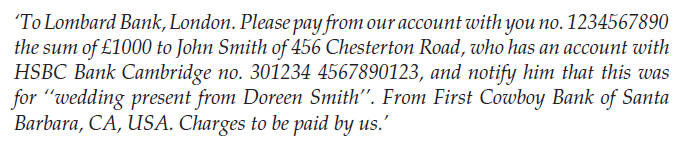 ‘To Lombard Bank, London. Please pay from our account with you no. 1234567890
the sum of £1000 to John Smith of 456 Chesterton Road, who has an account with
HSBC Bank Cambridge no. 301234 4567890123, and notify him that this was
for “wedding present from Doreen Smith”. From First Cowboy Bank of Santa
Barbara, CA, USA. Charges to be paid by us.’